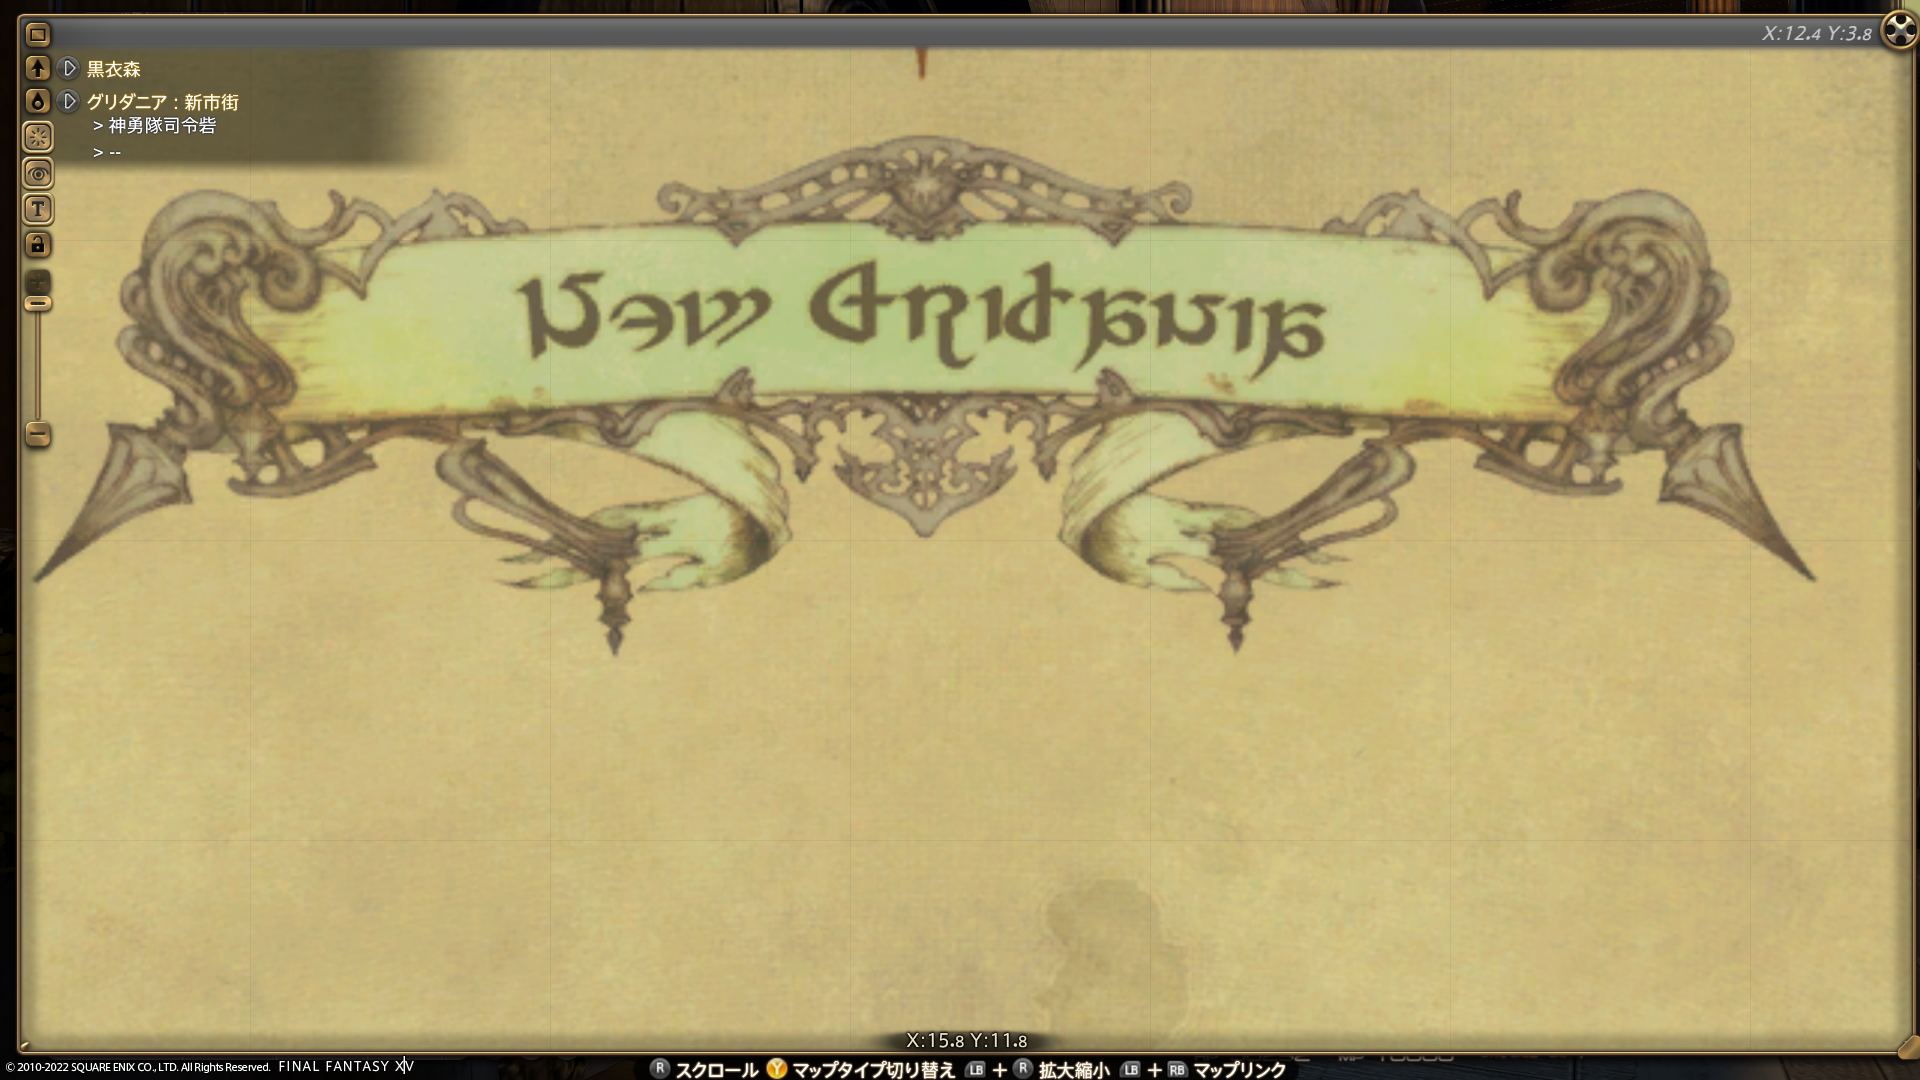 X:12.4 Y:3.8
黒衣森
グリダニア：新市街
> 神勇隊司令砦
> --
T
New Gridania
X:15.8 Y:11.8
© 2010-2022 SQUARE ENIX CO., LTD. All Rights Reserved. FINAL FANTASY XIV
R スクロール Y マップタイプ切り替え LB + R 拡大縮小 LB + RB マップリンク